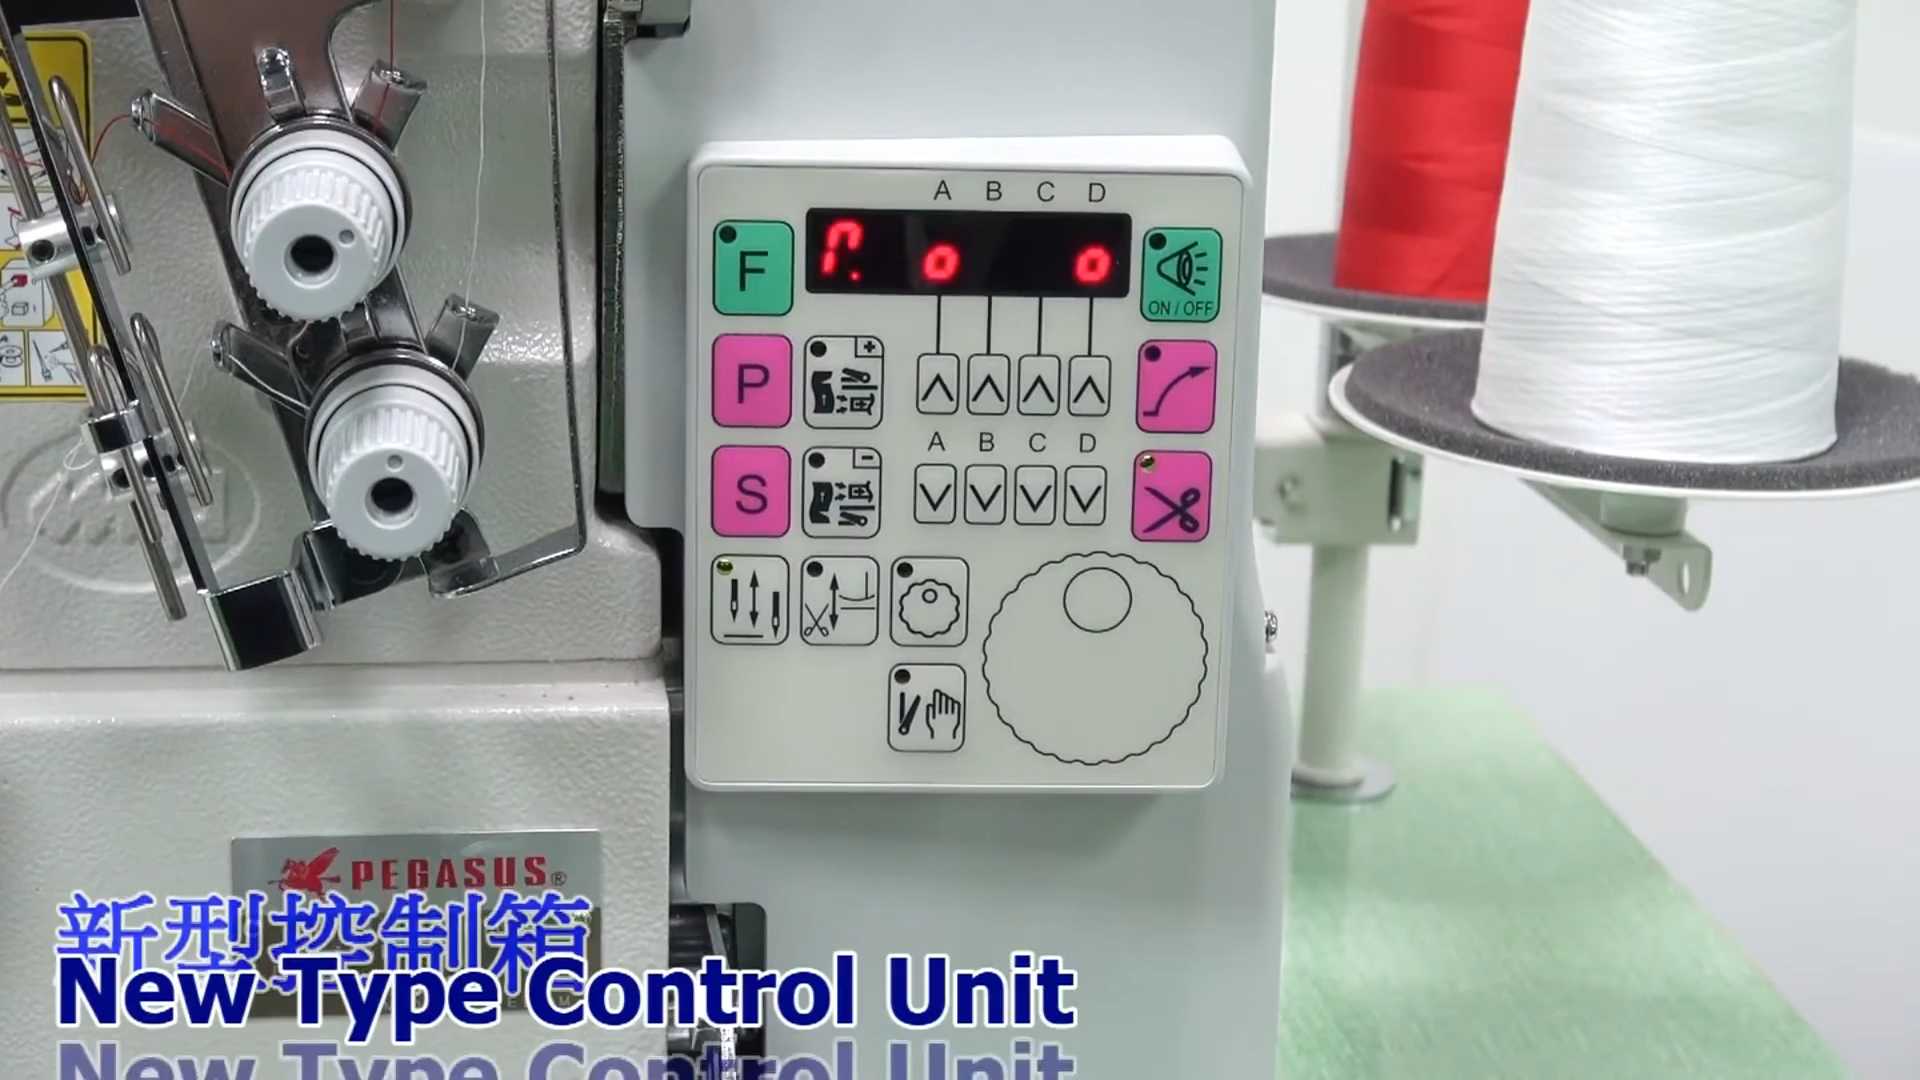 A B C D
F
ON / OFF
P
S
A B C D
PEGASUS®
新型控制箱
New Type Control Unit
New Type Control Unit